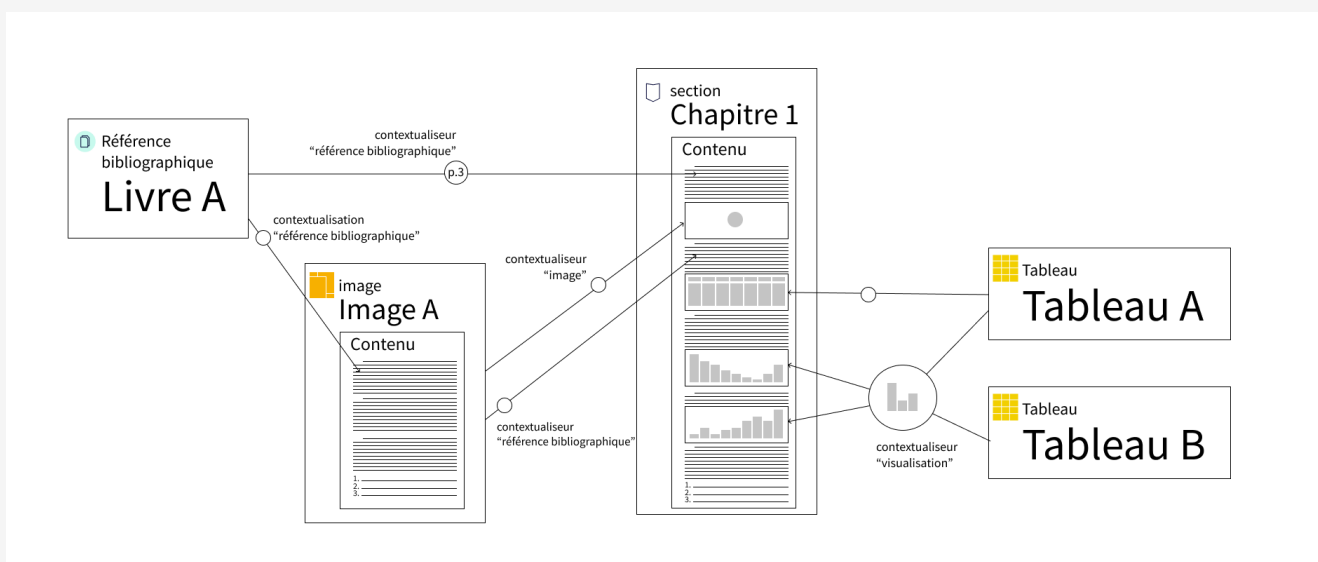 Référence
bibliographique
Livre A
contextualiseur
“référence bibliographique”
p.3
contextualisation
“référence bibliographique”
image
Image A
Contenu
1.
2.
3.
contextualiseur
“image”
contextualiseur
“référence bibliographique”
section
Chapitre 1
Contenu
1.
2.
3.
Tableau
Tableau A
Tableau
Tableau B
contextualiseur
“visualisation”